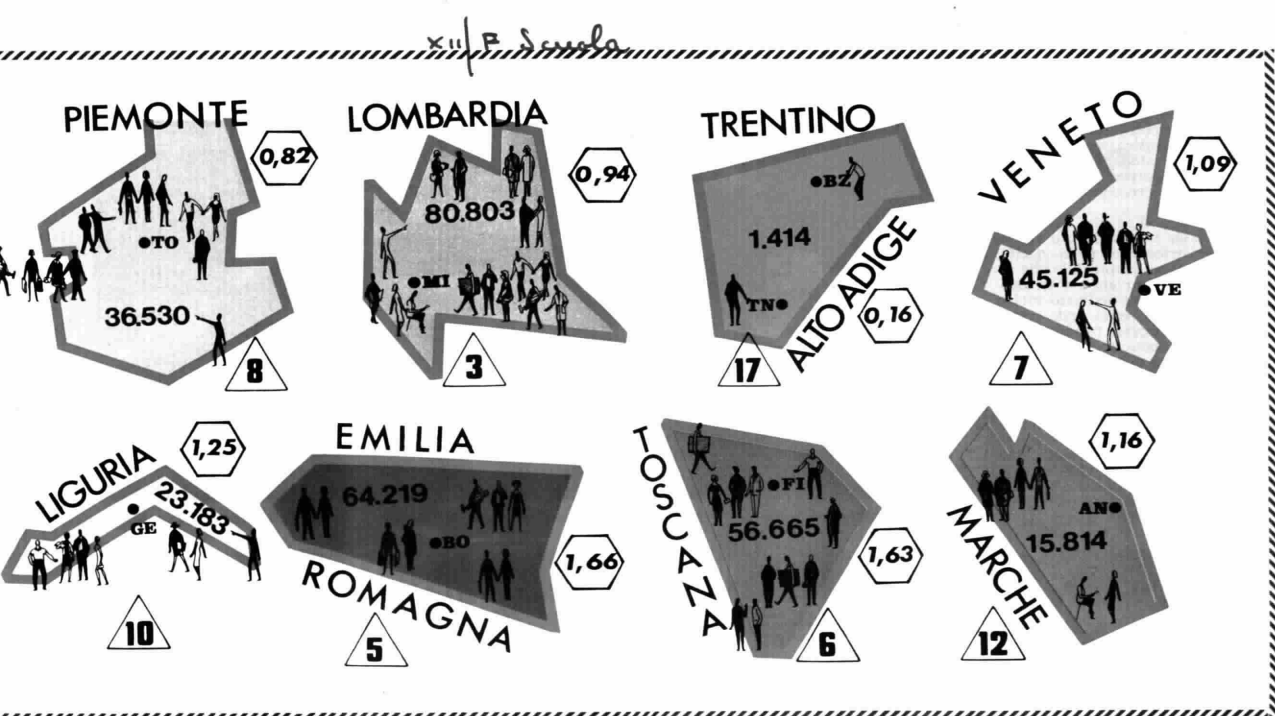 XII/F Scuola
PIEMONTE
0,82
TO
36.530
8
LOMBARDIA
0,94
80.803
MI
3
TRENTINO
ALTO ADIGE
BZ
1.414
TN
0,16
17
VENETO
1,09
45.125
VE
7
LIGURIA
1,25
23.183
GE
10
EMILIA
ROMAGNA
64.219
BO
1,66
5
TOSCANA
FI
56.665
1,63
6
MARCHE
1,16
AN
15.814
12